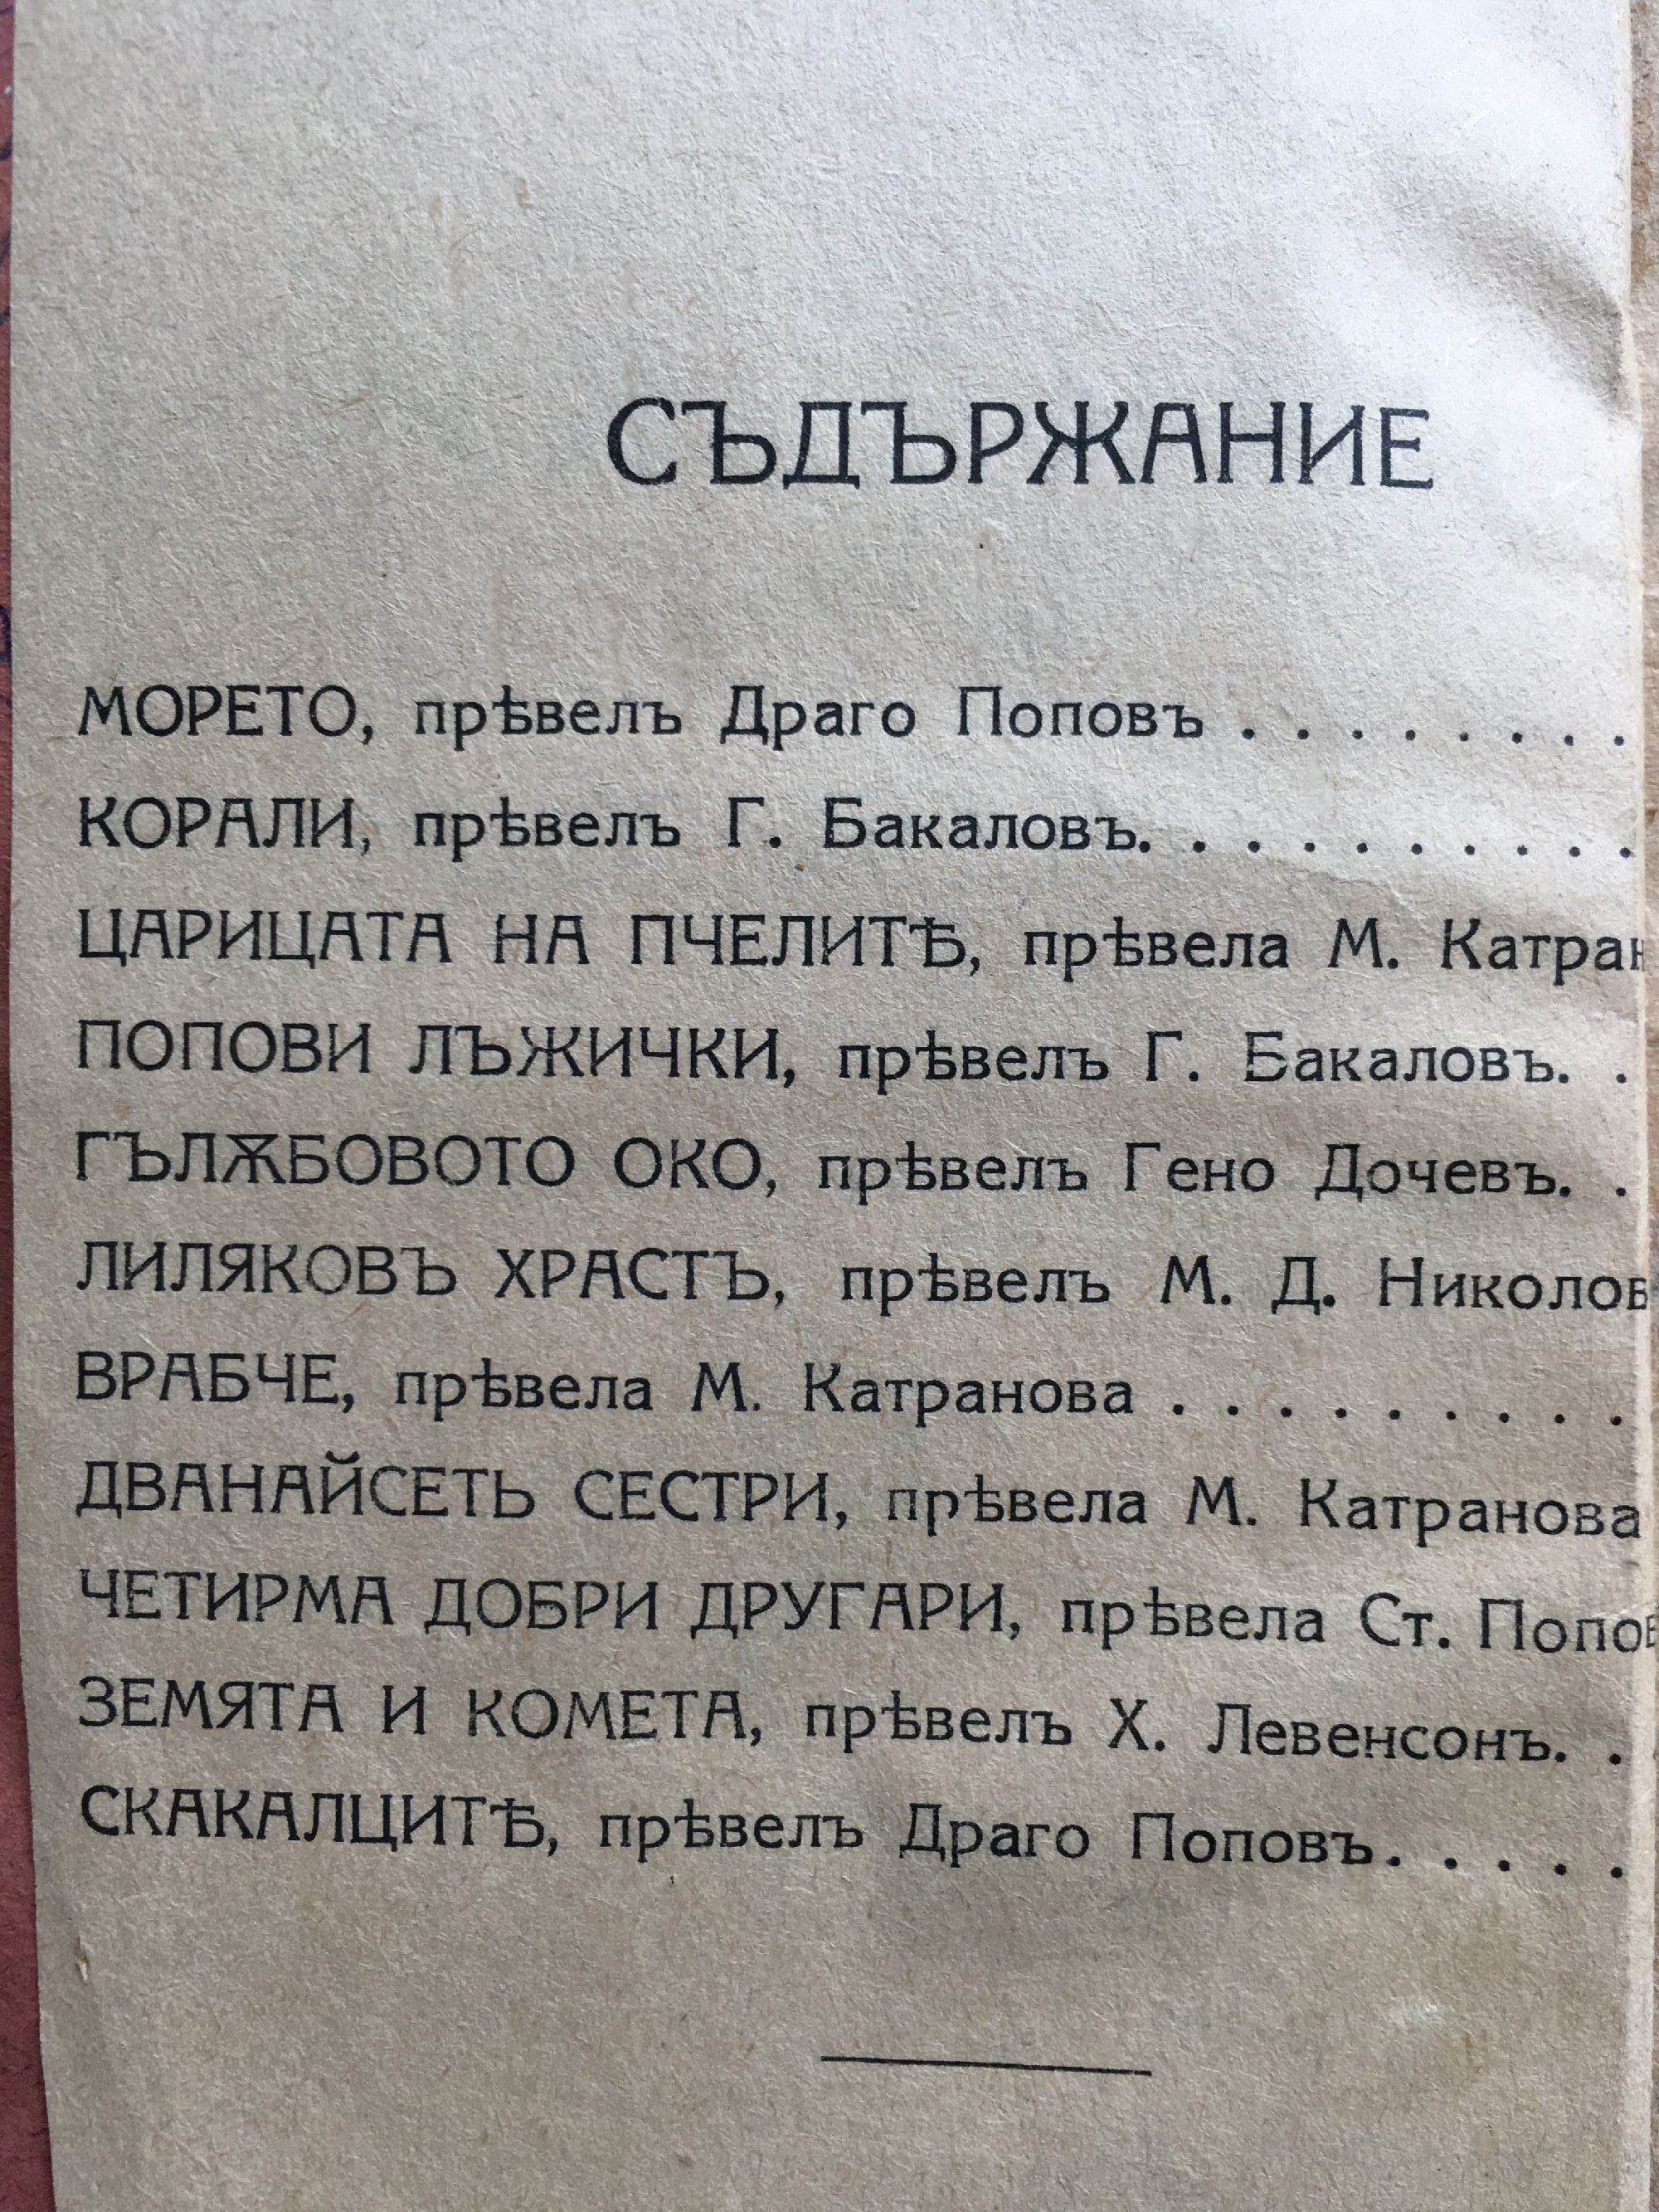 СЪДЪРЖАНИЕ
МОРЕТО, прѣвелъ Драго Поповъ . . . . . . . .
КОРАЛИ, прѣвелъ Г. Бакаловъ. . . . . . . . . .
ЦАРИЦАТА НА ПЧЕЛИТѢ, прѣвела М. Катран
ПОПОВИ ЛЪЖИЧКИ, прѣвелъ Г. Бакаловъ. .
ГЪЛѪБОВОТО ОКО, прѣвелъ Гено Дочевъ. .
ЛИЛЯКОВЪ ХРАСТЪ, прѣвелъ М. Д. Николов
ВРАБЧЕ, прѣвела М. Катранова . . . . . . . . .
ДВАНАЙСЕТЬ СЕСТРИ, прѣвела М. Катранова
ЧЕТИРМА ДОБРИ ДРУГАРИ, прѣвела Ст. Попов
ЗЕМЯТА И КОМЕТА, прѣвелъ Х. Левенсонъ. .
СКАКАЛЦИТѢ, прѣвелъ Драго Поповъ. . . . .